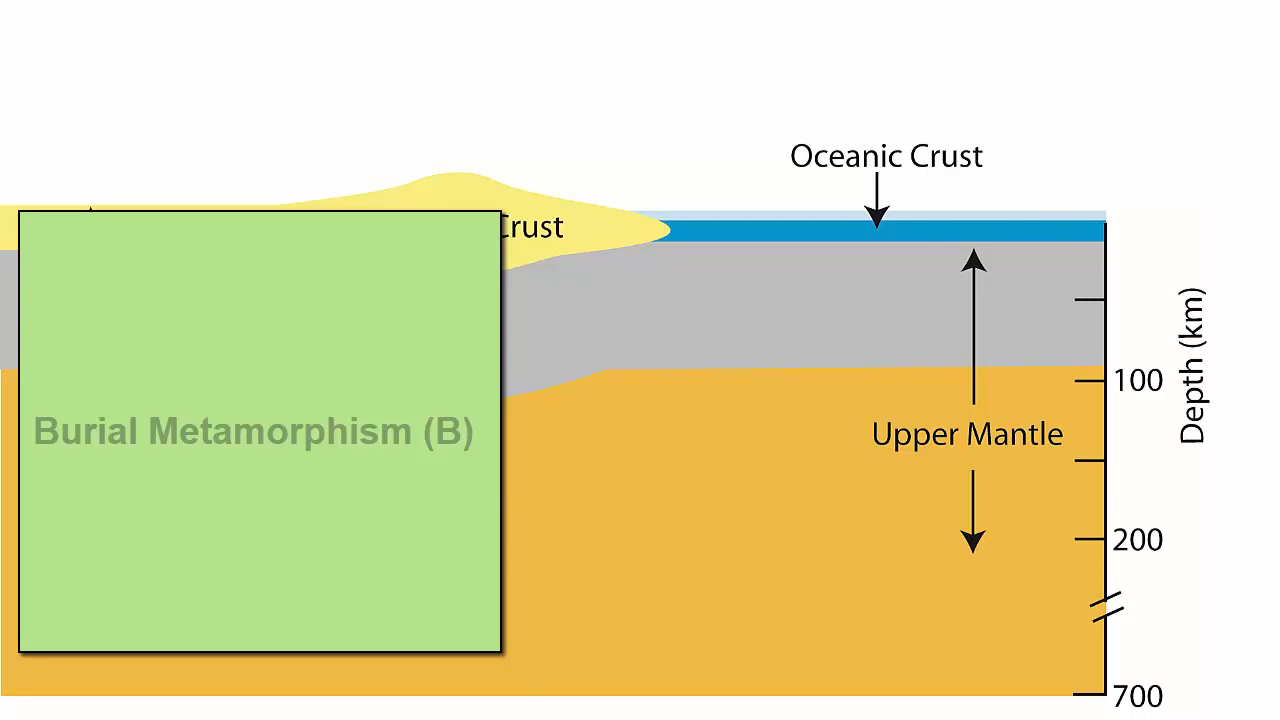 Oceanic Crust
Crust
Burial Metamorphism (B)
Upper Mantle
100
200
700
Depth (km)